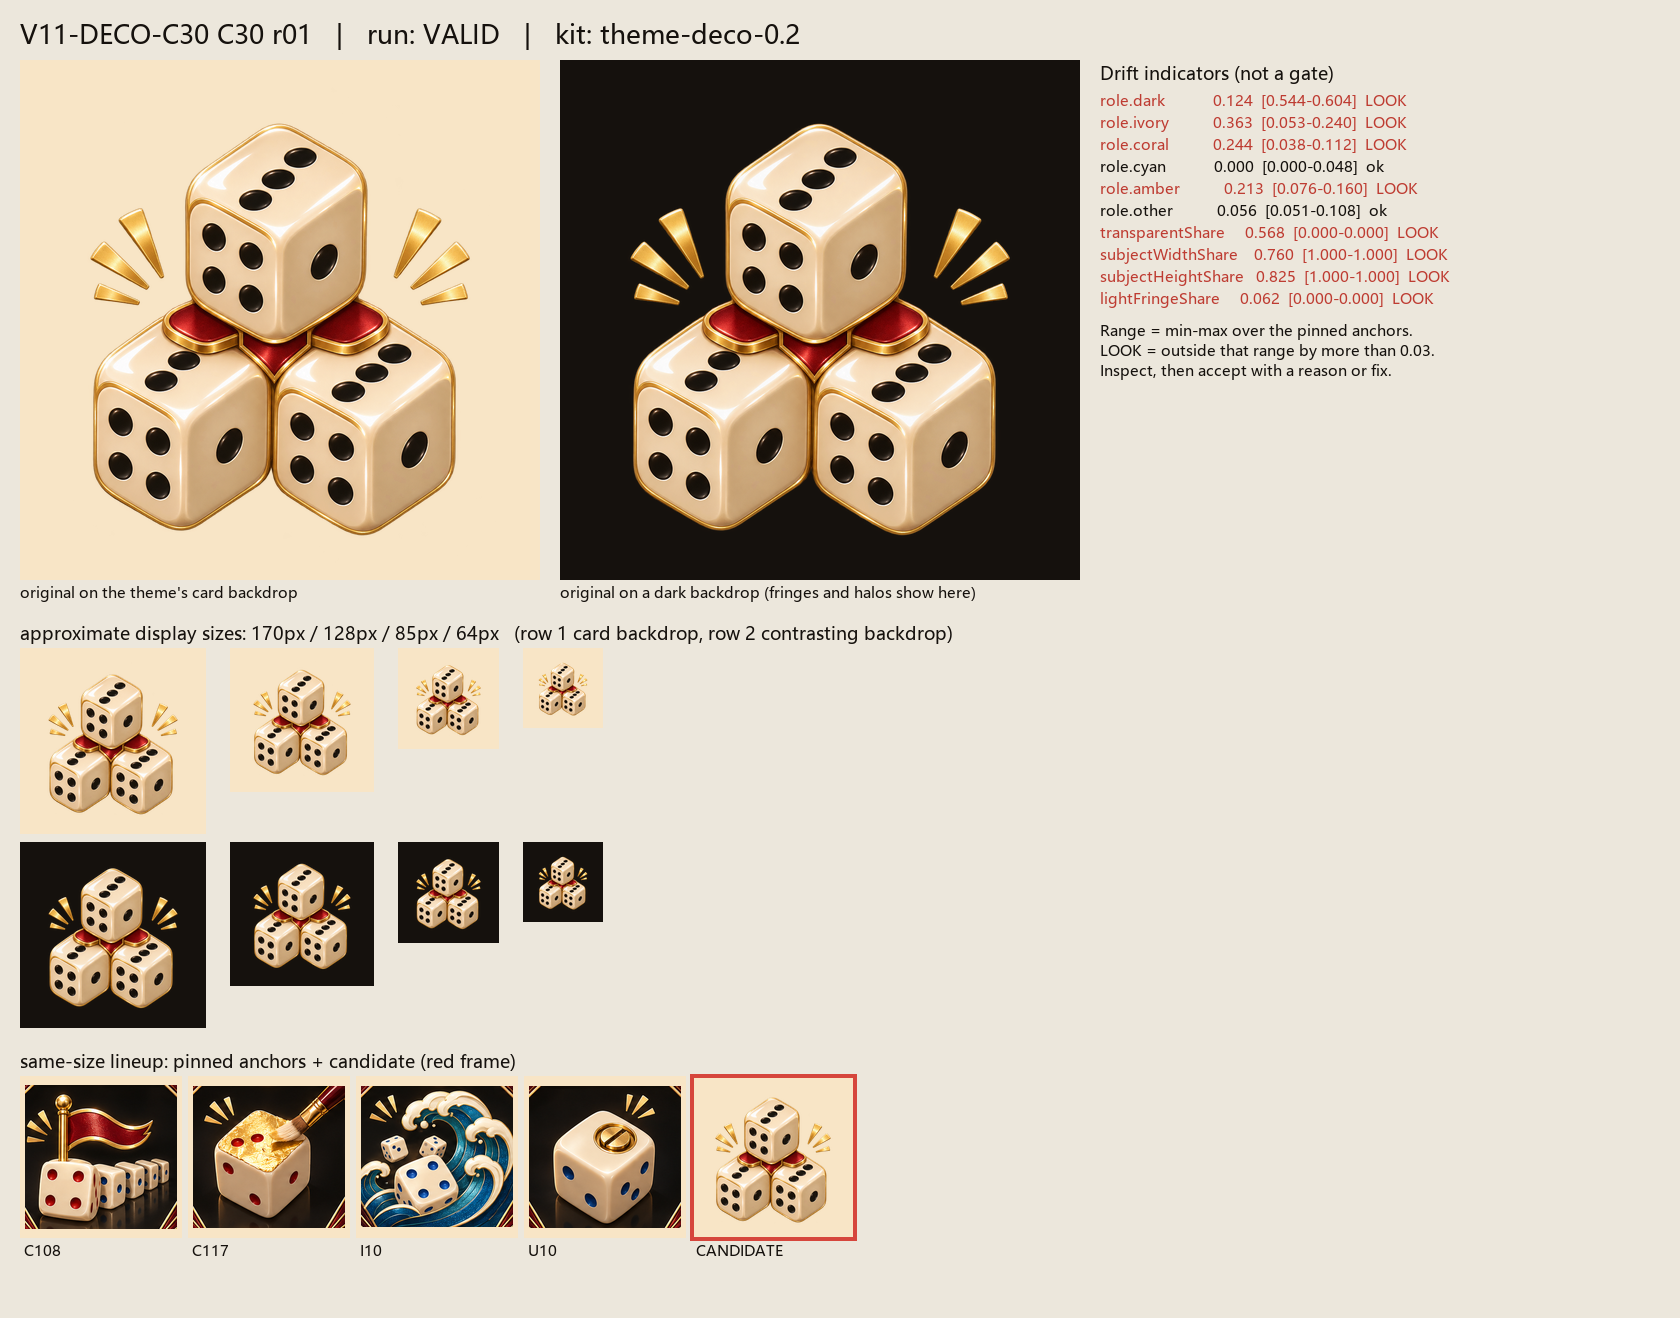 V11-DECO-C30 C30 r01 | run: VALID | kit: theme-deco-0.2
Drift indicators (not a gate)
role.dark 0.124 [0.544-0.604] LOOK
role.ivory 0.363 [0.053-0.240] LOOK
role.coral 0.244 [0.038-0.112] LOOK
role.cyan 0.000 [0.000-0.048] ok
role.amber 0.213 [0.076-0.160] LOOK
role.other 0.056 [0.051-0.108] ok
transparentShare 0.568 [0.000-0.000] LOOK
subjectWidthShare 0.760 [1.000-1.000] LOOK
subjectHeightShare 0.825 [1.000-1.000] LOOK
lightFringeShare 0.062 [0.000-0.000] LOOK
Range = min-max over the pinned anchors.
LOOK = outside that range by more than 0.03.
Inspect, then accept with a reason or fix.
original on the theme's card backdrop
original on a dark backdrop (fringes and halos show here)
approximate display sizes: 170px / 128px / 85px / 64px (row 1 card backdrop, row 2 contrasting backdrop)
same-size lineup: pinned anchors + candidate (red frame)
C108
C117
I10
U10
CANDIDATE